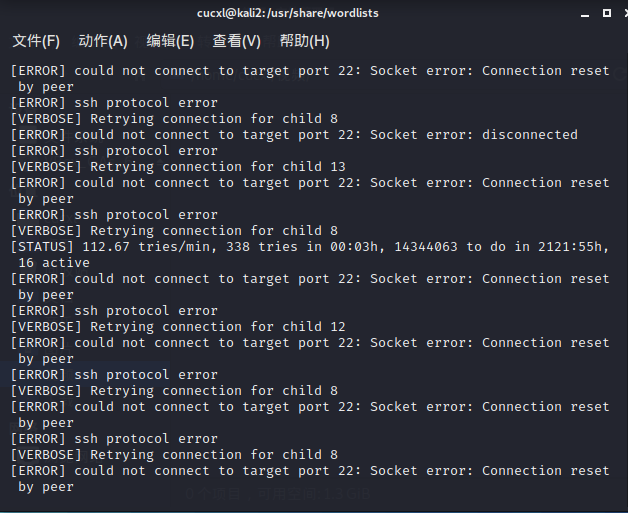 cucxl@kali2:/usr/share/wordlists
文件(F) 动作(A) 编辑(E) 查看(V) 帮助(H)
[ERROR] could not connect to target port 22: Socket error: Connection reset
by peer
[ERROR] ssh protocol error
[VERBOSE] Retrying connection for child 8
[ERROR] could not connect to target port 22: Socket error: disconnected
[ERROR] ssh protocol error
[VERBOSE] Retrying connection for child 13
[ERROR] could not connect to target port 22: Socket error: Connection reset
by peer
[ERROR] ssh protocol error
[VERBOSE] Retrying connection for child 8
[STATUS] 112.67 tries/min, 338 tries in 00:03h, 14344063 to do in 2121:55h,
16 active
[ERROR] could not connect to target port 22: Socket error: Connection reset
by peer
[ERROR] ssh protocol error
[VERBOSE] Retrying connection for child 12
[ERROR] could not connect to target port 22: Socket error: Connection reset
by peer
[ERROR] ssh protocol error
[VERBOSE] Retrying connection for child 8
[ERROR] could not connect to target port 22: Socket error: Connection reset
by peer
[ERROR] ssh protocol error
[VERBOSE] Retrying connection for child 8
[ERROR] could not connect to target port 22: Socket error: Connection reset
by peer